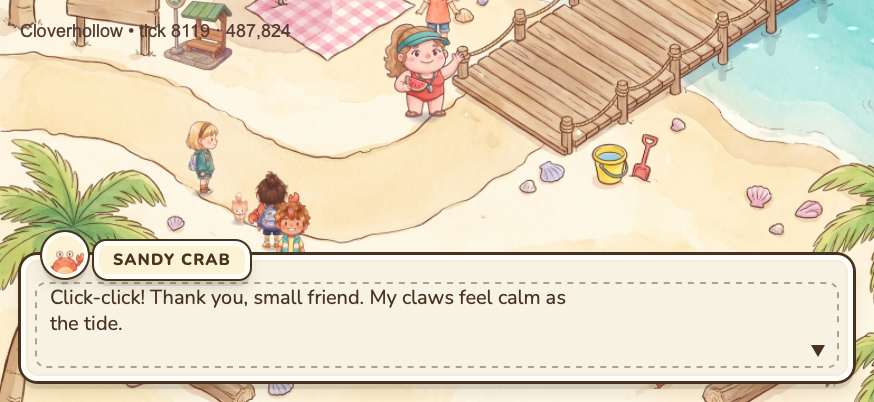 Cloverhollow • tick 8119 · 487,824
SANDY CRAB
Click-click! Thank you, small friend. My claws feel calm as
the tide.